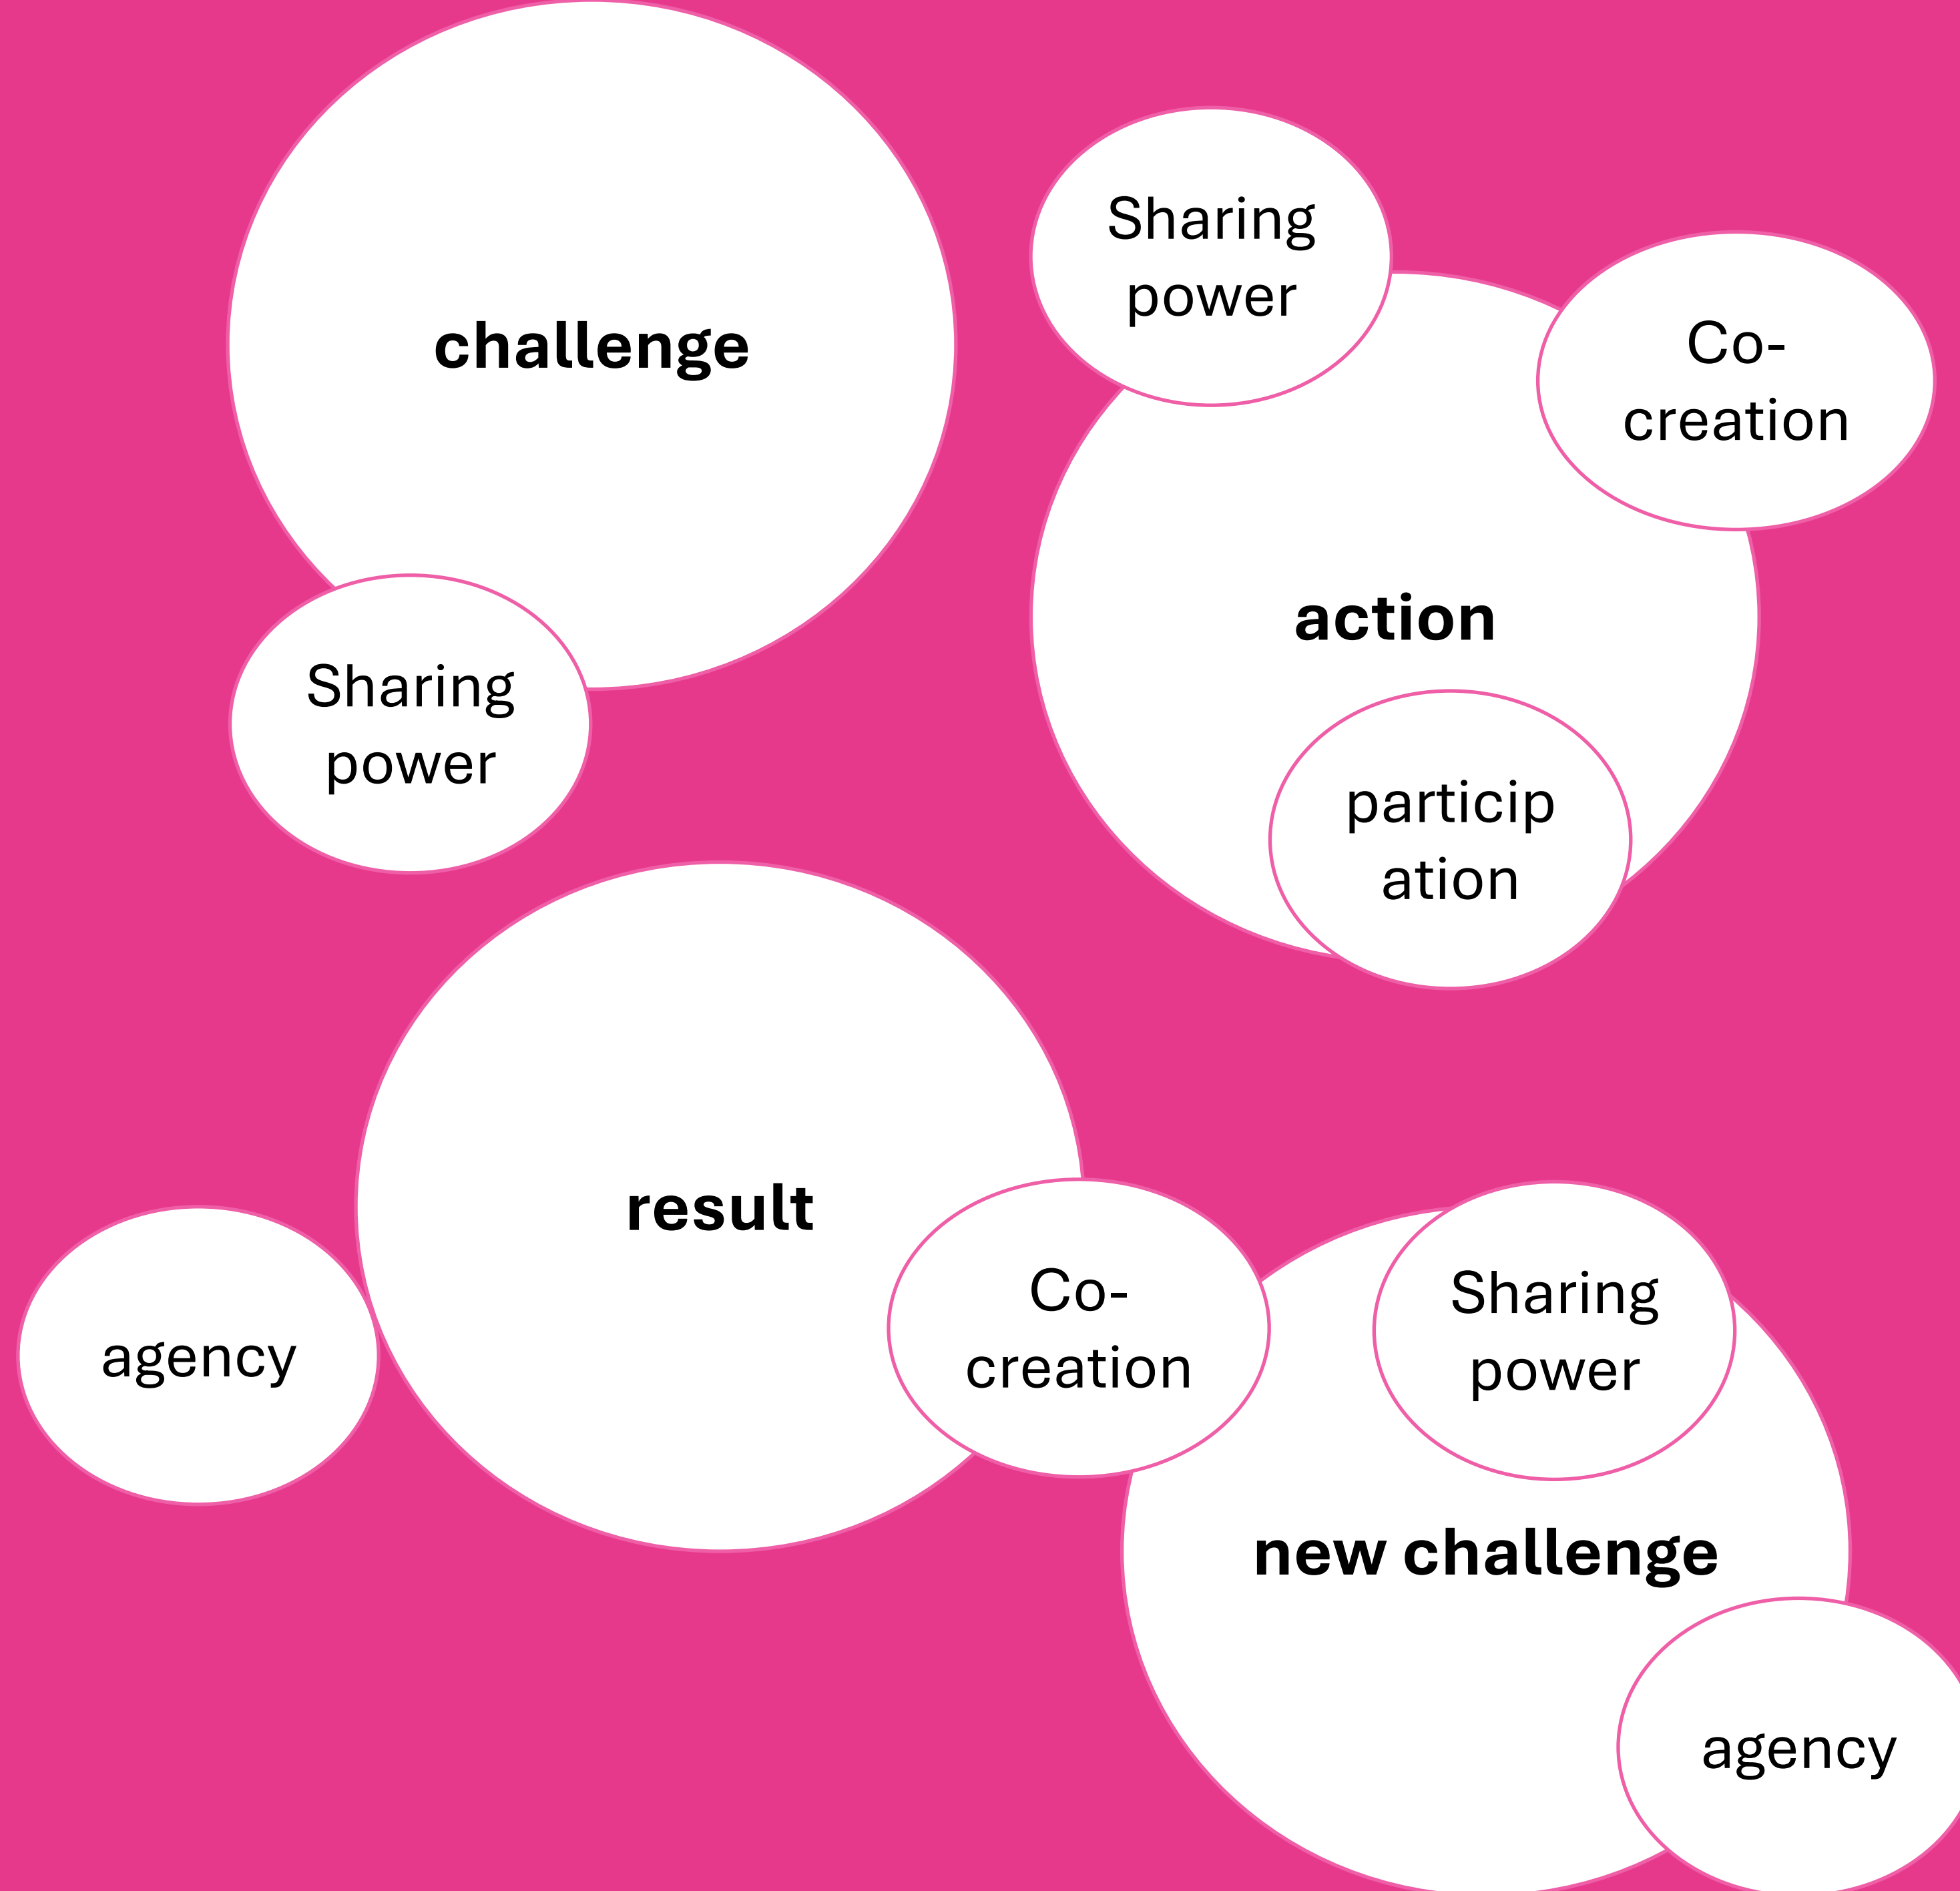 challenge
Sharing
power
Sharing
power
Co-
creation
action
particip
ation
result
agency
Co-
creation
Sharing
power
new challenge
agency